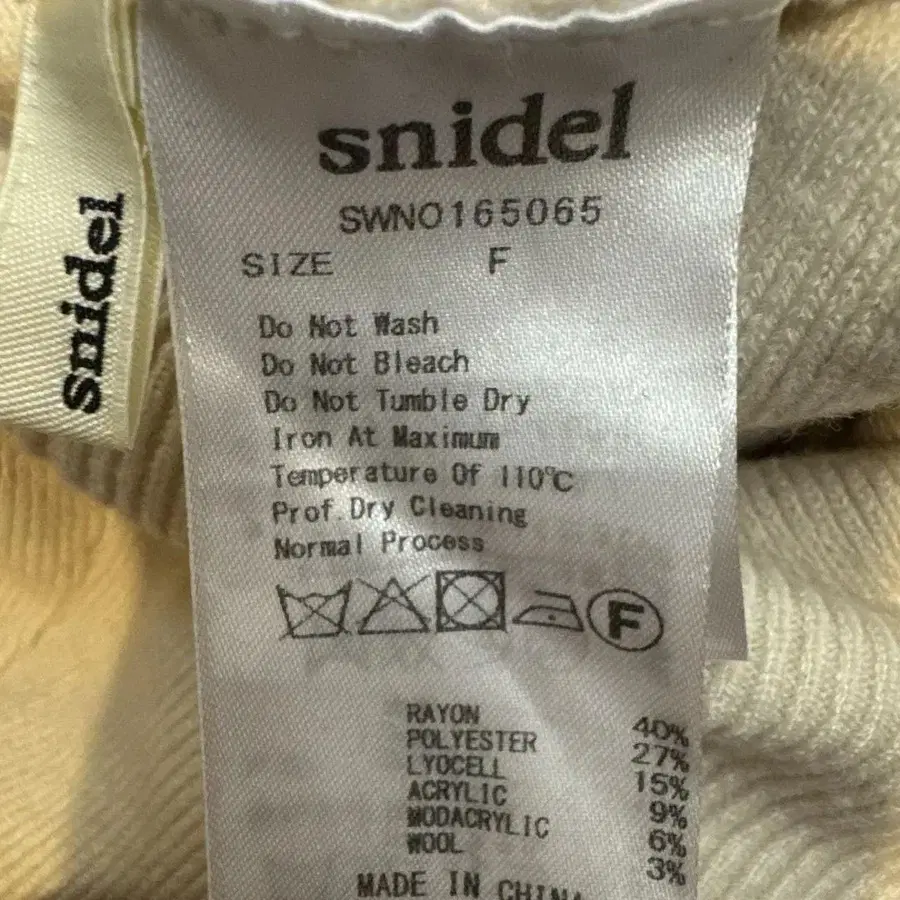 snidel
snidel
SWNO165065
SIZE F
Do Not Wash
Do Not Bleach
Do Not Tumble Dry
Iron At Maximum
Temperature Of 110℃
Prof.Dry Cleaning
Normal Process
F
RAYON 40%
POLYESTER 27%
LYOCELL 15%
ACRYLIC 9%
MODACRYLIC 6%
WOOL 3%
MADE IN CHINA